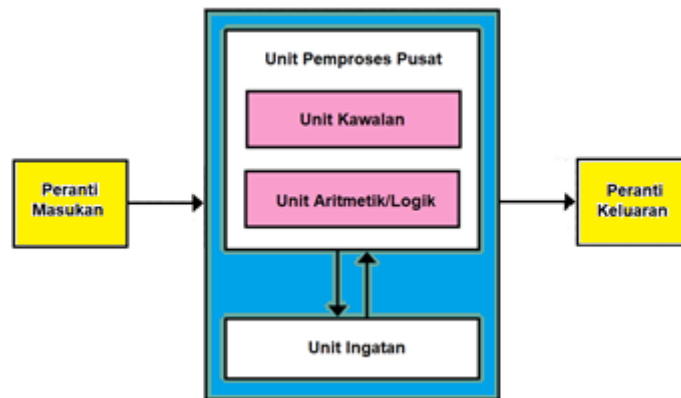 Unit Pemproses Pusat
Unit Kawalan
Peranti
Masukan
Unit Aritmetik/Logik
Peranti
Keluaran
Unit Ingatan